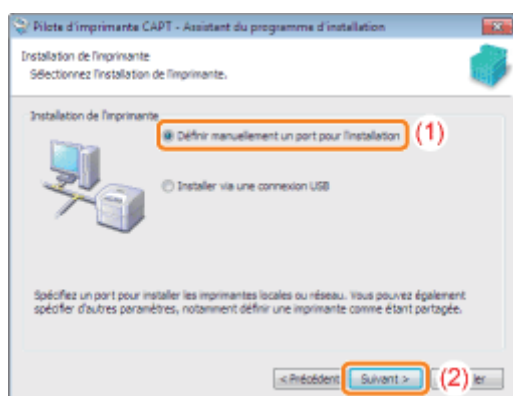 Pilote d'imprimante CAPT - Assistant du programme d'installation
Installation de l'imprimante
Sélectionnez l'installation de l'imprimante.
Installation de l'imprimante
Définir manuellement un port pour l'installation (1)
Installer via une connexion USB
Spécifiez un port pour installer les imprimantes locales ou réseau. Vous pouvez également
spécifier d'autres paramètres, notamment définir une imprimante comme étant partagée.
< Précédent Suivant > (2)